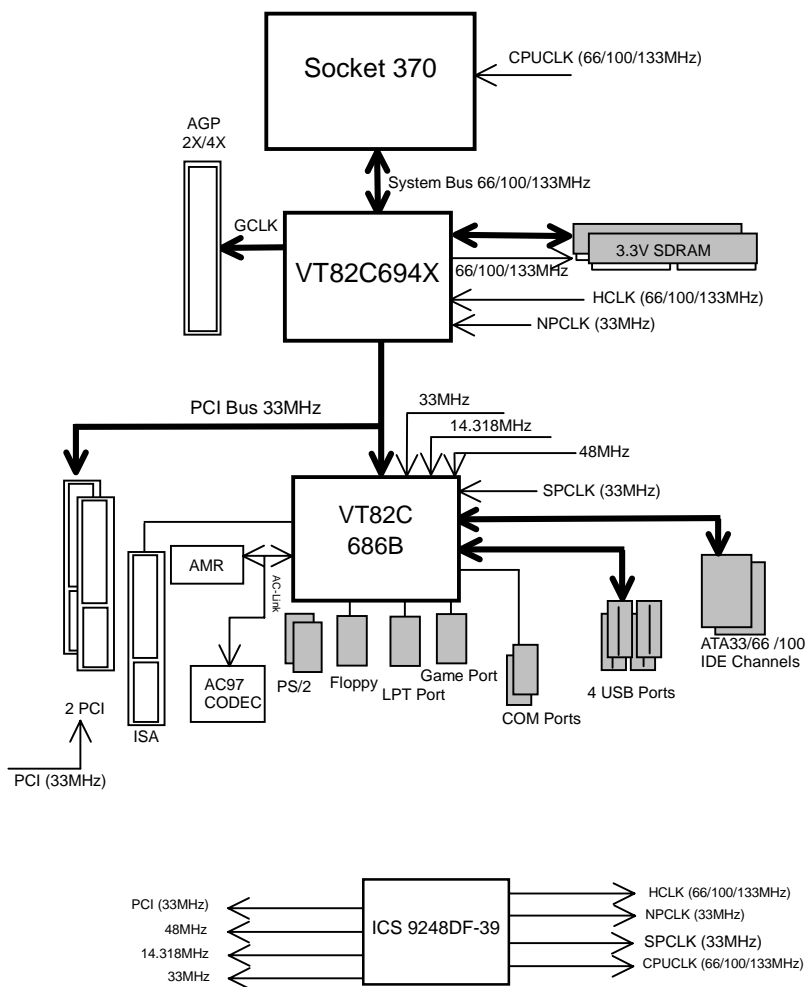 Socket 370
CPUCLK (66/100/133MHz)
AGP
2X/4X
System Bus 66/100/133MHz
GCLK
VT82C694X
3.3V SDRAM
66/100/133MHz
HCLK (66/100/133MHz)
NPCLK (33MHz)
PCI Bus 33MHz
33MHz
14.318MHz
48MHz
SPCLK (33MHz)
VT82C
686B
AMR
AC-Link
AC97
CODEC
PS/2
Floppy
LPT Port
Game Port
COM Ports
4 USB Ports
ATA33/66 /100
IDE Channels
2 PCI
ISA
PCI (33MHz)
ICS 9248DF-39
PCI (33MHz)
48MHz
14.318MHz
33MHz
HCLK (66/100/133MHz)
NPCLK (33MHz)
SPCLK (33MHz)
CPUCLK (66/100/133MHz)